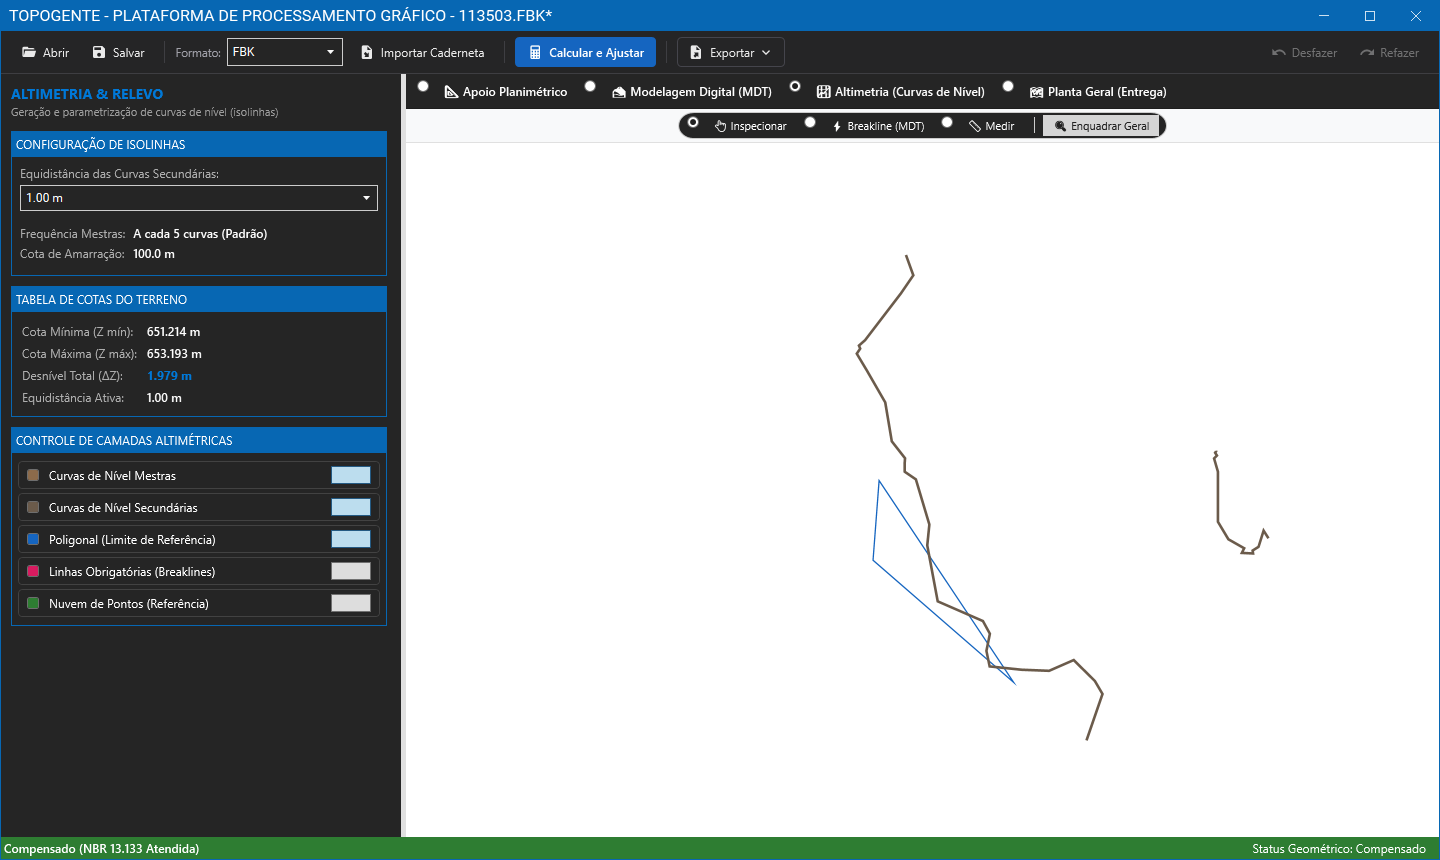 TOPOGENTE - PLATAFORMA DE PROCESSAMENTO GRÁFICO - 113503.FBK*
Abrir Salvar Formato: FBK Importar Caderneta Calcular e Ajustar Exportar Desfazer Refazer
ALTIMETRIA & RELEVO
Geração e parametrização de curvas de nível (isolinhas)
Apoio Planimétrico Modelagem Digital (MDT) Altimetria (Curvas de Nível) Planta Geral (Entrega)
Inspecionar Breakline (MDT) Medir Enquadrar Geral
CONFIGURAÇÃO DE ISOLINHAS
Equidistância das Curvas Secundárias:
1.00 m
Frequência Mestras: A cada 5 curvas (Padrão)
Cota de Amarração: 100.0 m
TABELA DE COTAS DO TERRENO
Cota Mínima (Z mín): 651.214 m
Cota Máxima (Z máx): 653.193 m
Desnível Total (ΔZ): 1.979 m
Equidistância Ativa: 1.00 m
CONTROLE DE CAMADAS ALTIMÉTRICAS
Curvas de Nível Mestras
Curvas de Nível Secundárias
Poligonal (Limite de Referência)
Linhas Obrigatórias (Breaklines)
Nuvem de Pontos (Referência)
Compensado (NBR 13.133 Atendida) Status Geométrico: Compensado